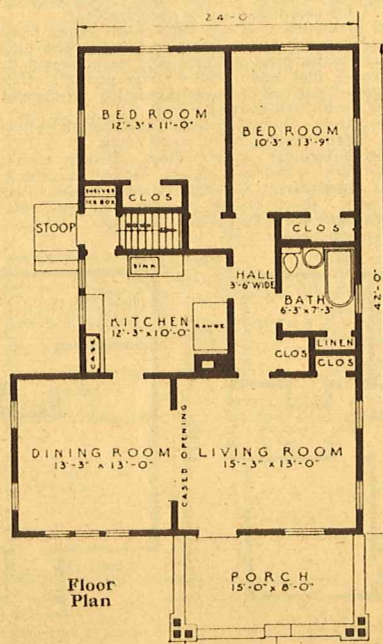 24'-0"
BED ROOM
12'-3" x 11'-0"
BED ROOM
10'-3" x 13'-9"
SHELVES
ICE BOX
CLOS
STOOP
DOWN
CLOS
SINK
HALL
3'-6" WIDE
BATH
6'-3" x 7'-3"
42'-0"
KITCHEN
12'-3" x 10'-0"
RANGE
CASE
CLOS
LINEN
CLOS
DINING ROOM
13'-3" x 13'-0"
CASED OPENING
LIVING ROOM
15'-3" x 13'-0"
Floor
Plan
PORCH
15'-0" x 8'-0"